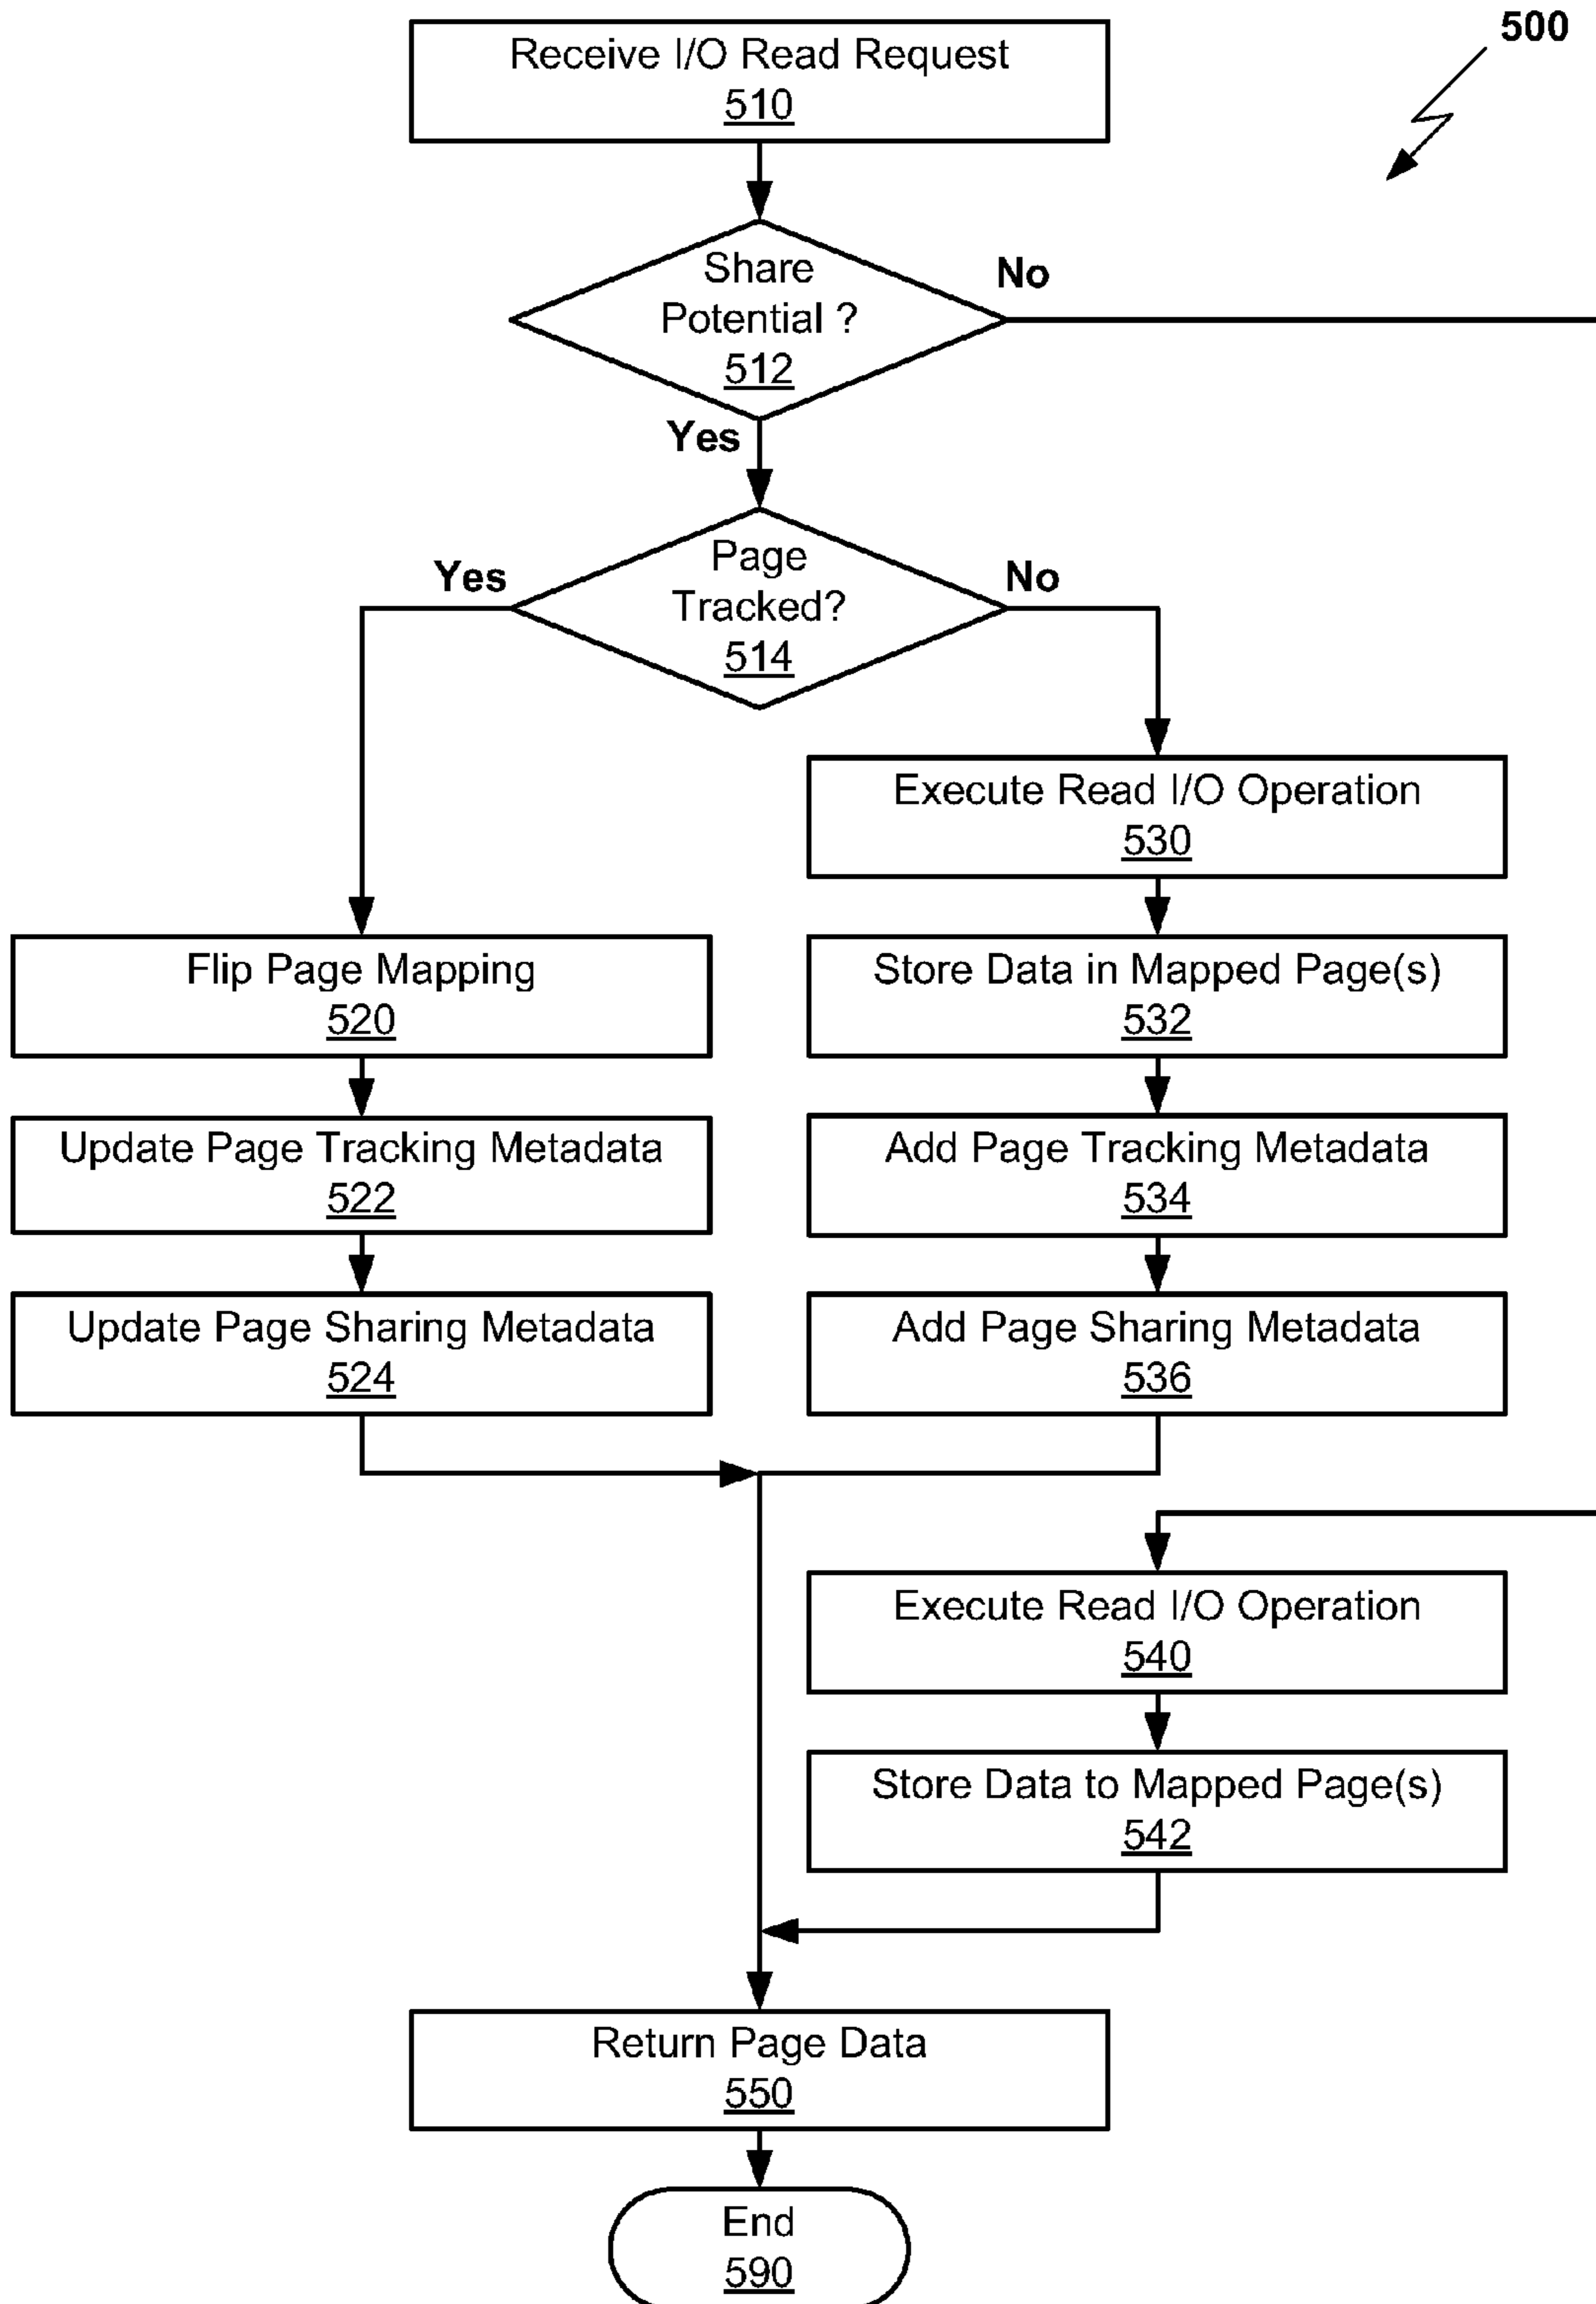 500
Receive I/O Read Request
510
Share
Potential ?
512
No
Yes
Page
Tracked?
514
Yes
No
Execute Read I/O Operation
530
Flip Page Mapping
520
Store Data in Mapped Page(s)
532
Update Page Tracking Metadata
522
Add Page Tracking Metadata
534
Update Page Sharing Metadata
524
Add Page Sharing Metadata
536
Execute Read I/O Operation
540
Store Data to Mapped Page(s)
542
Return Page Data
550
End
590